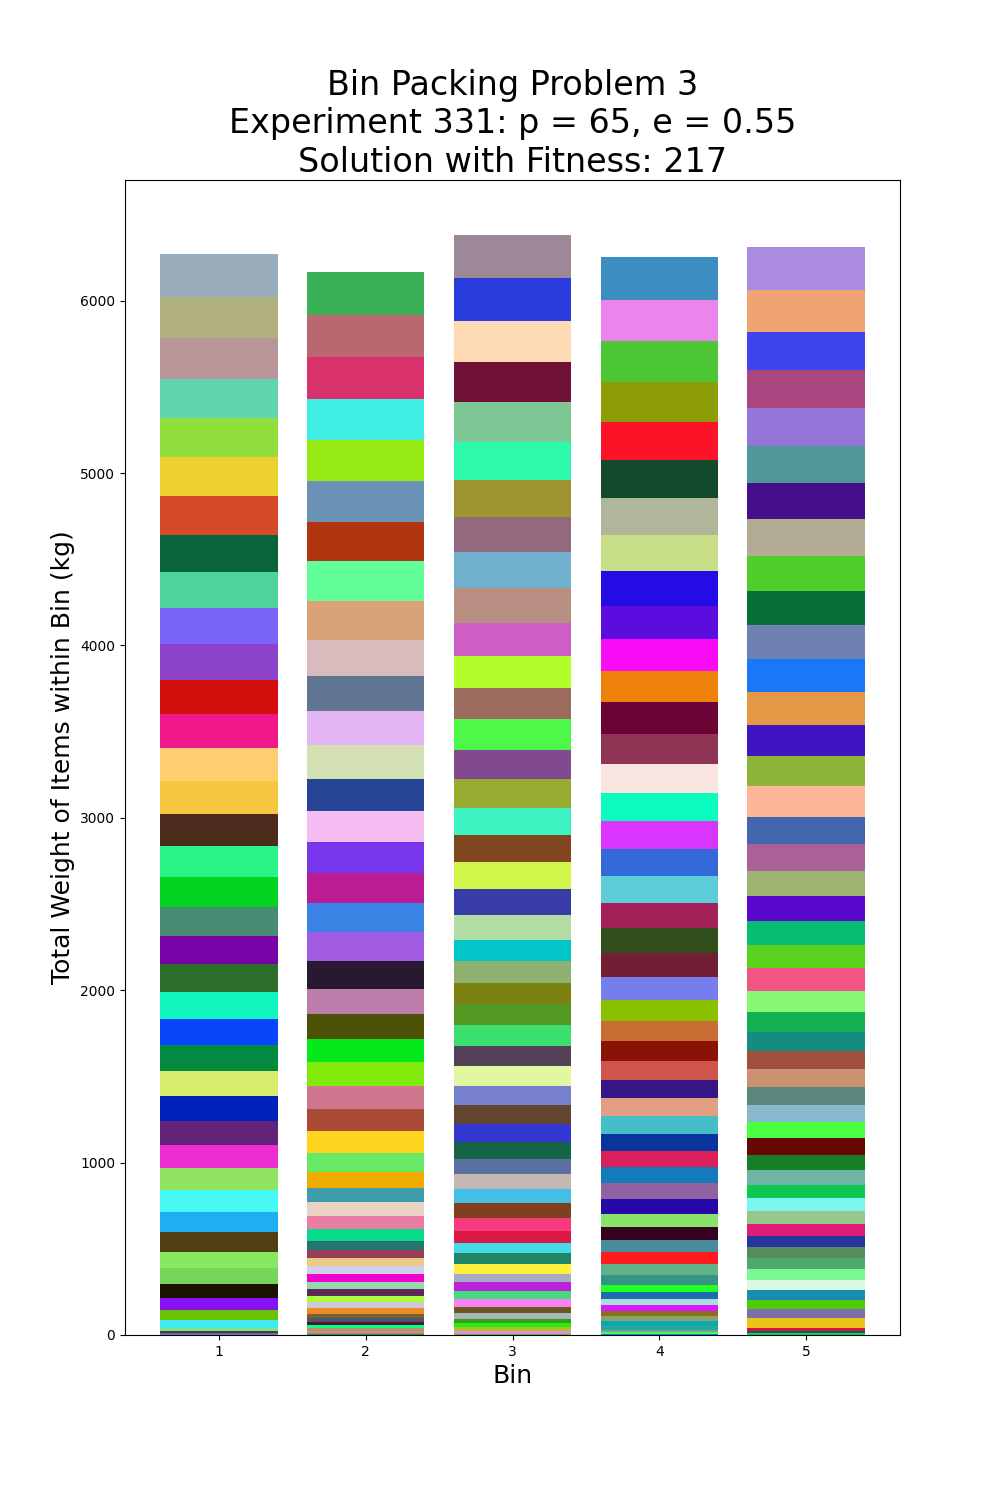 Bin Packing Problem 3
Experiment 331: p = 65, e = 0.55
Solution with Fitness: 217
Total Weight of Items within Bin (kg)
6000
5000
4000
3000
2000
1000
0
1 2 3 4 5
Bin